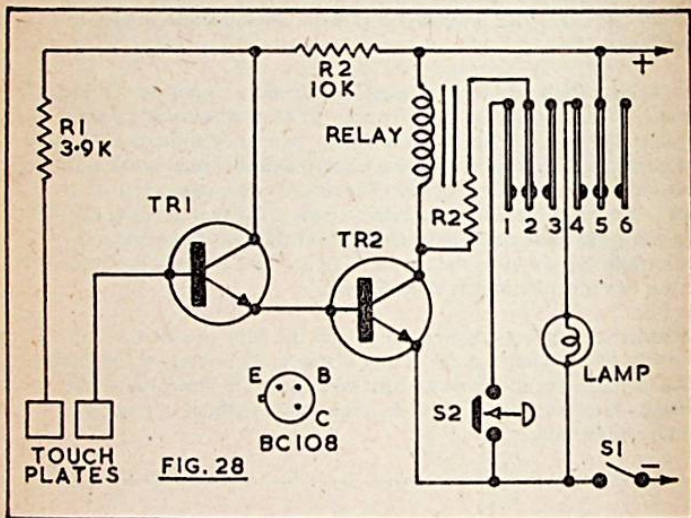 R2
10K
+
R1
3.9K
RELAY
R2
1 2 3 4 5 6
TR1
TR2
LAMP
E B
C
BC108
S2
S1
−
TOUCH
PLATES
FIG. 28